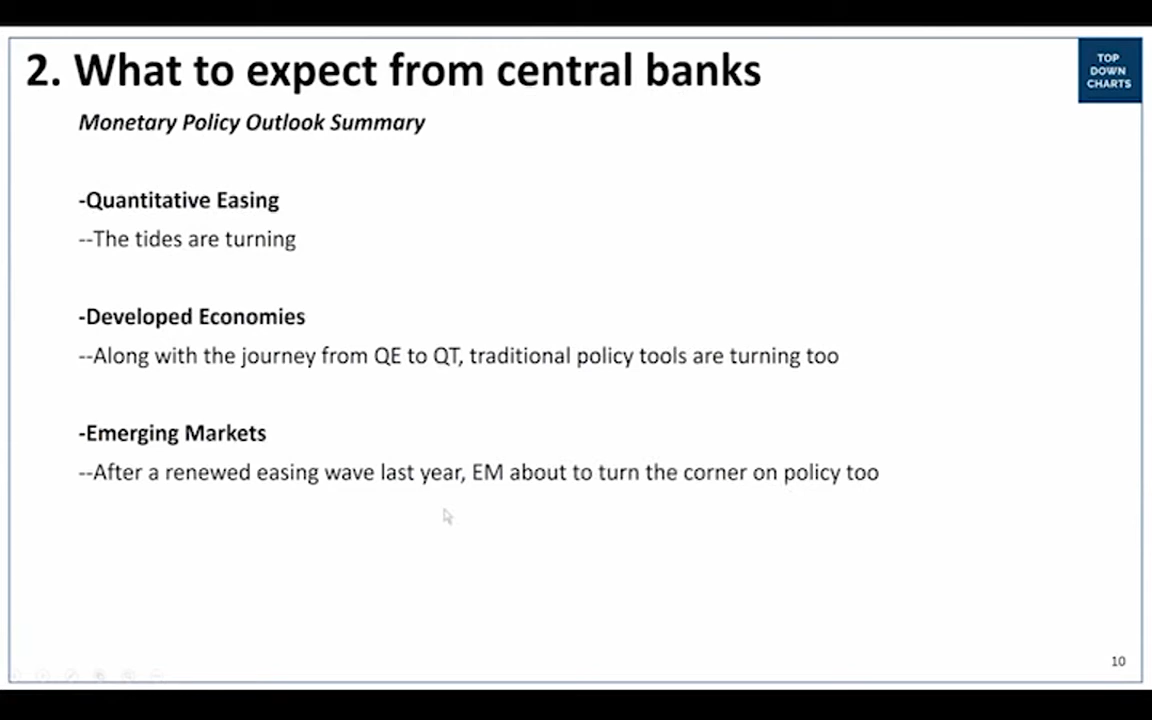 2. What to expect from central banks
TOP
DOWN
CHARTS
Monetary Policy Outlook Summary
-Quantitative Easing
--The tides are turning
-Developed Economies
--Along with the journey from QE to QT, traditional policy tools are turning too
-Emerging Markets
--After a renewed easing wave last year, EM about to turn the corner on policy too
10